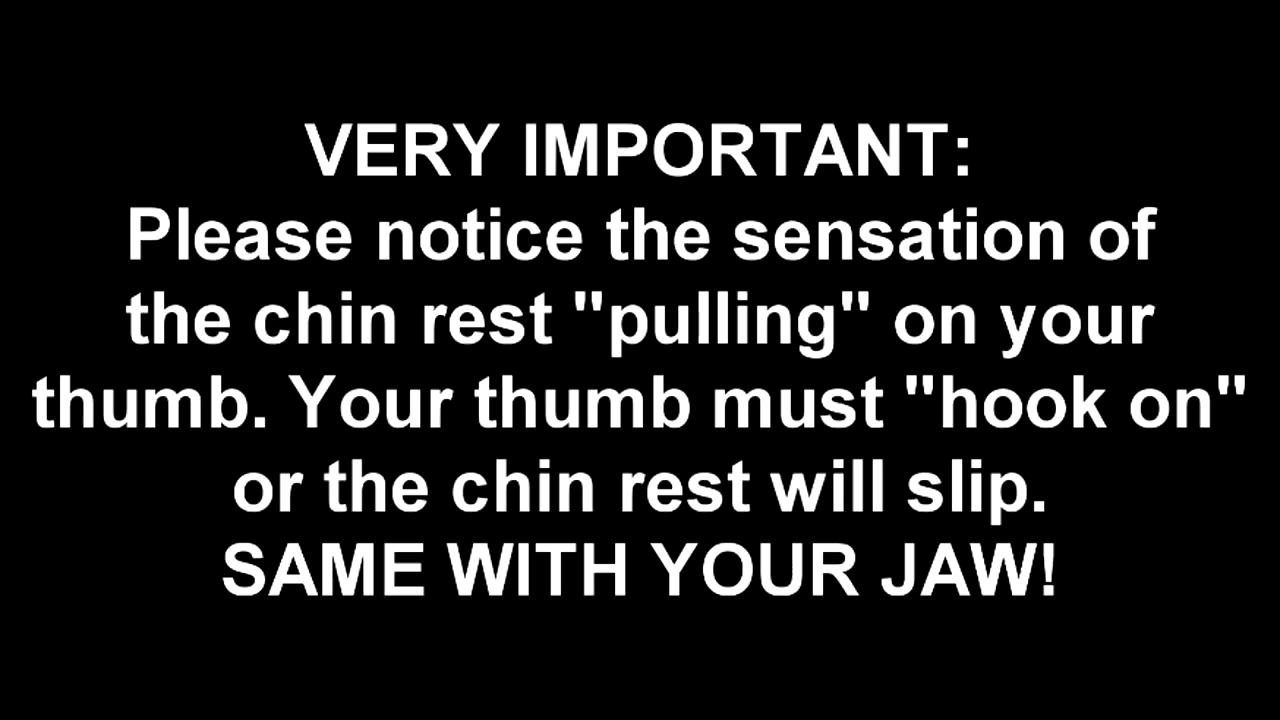 VERY IMPORTANT:
Please notice the sensation of
the chin rest "pulling" on your
thumb. Your thumb must "hook on"
or the chin rest will slip.
SAME WITH YOUR JAW!